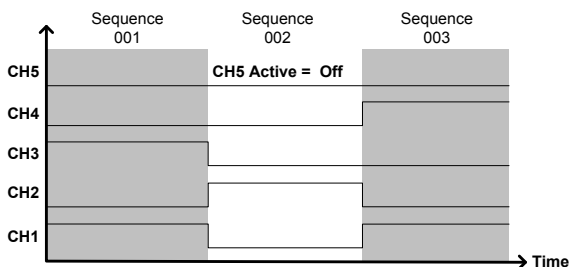 Sequence
001
Sequence
002
Sequence
003
CH5
CH5 Active = Off
CH4
CH3
CH2
CH1
Time